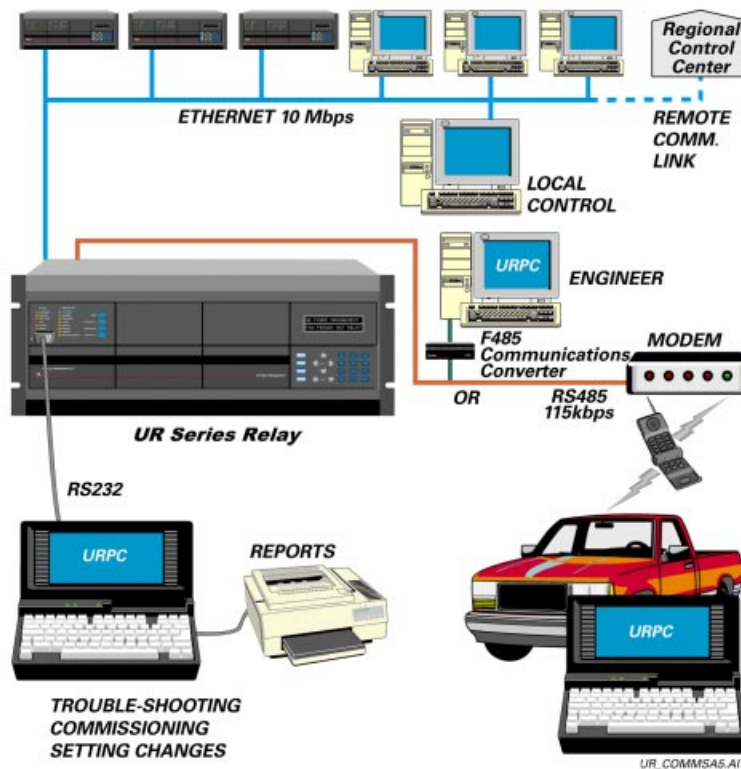 Regional
Control
Center
ETHERNET 10 Mbps
REMOTE
COMM.
LINK
LOCAL
CONTROL
URPC
ENGINEER
F485
Communications
Converter
MODEM
OR
RS485
115kbps
UR Series Relay
RS232
URPC
REPORTS
URPC
TROUBLE-SHOOTING
COMMISSIONING
SETTING CHANGES
UR_COMMSA5.AI